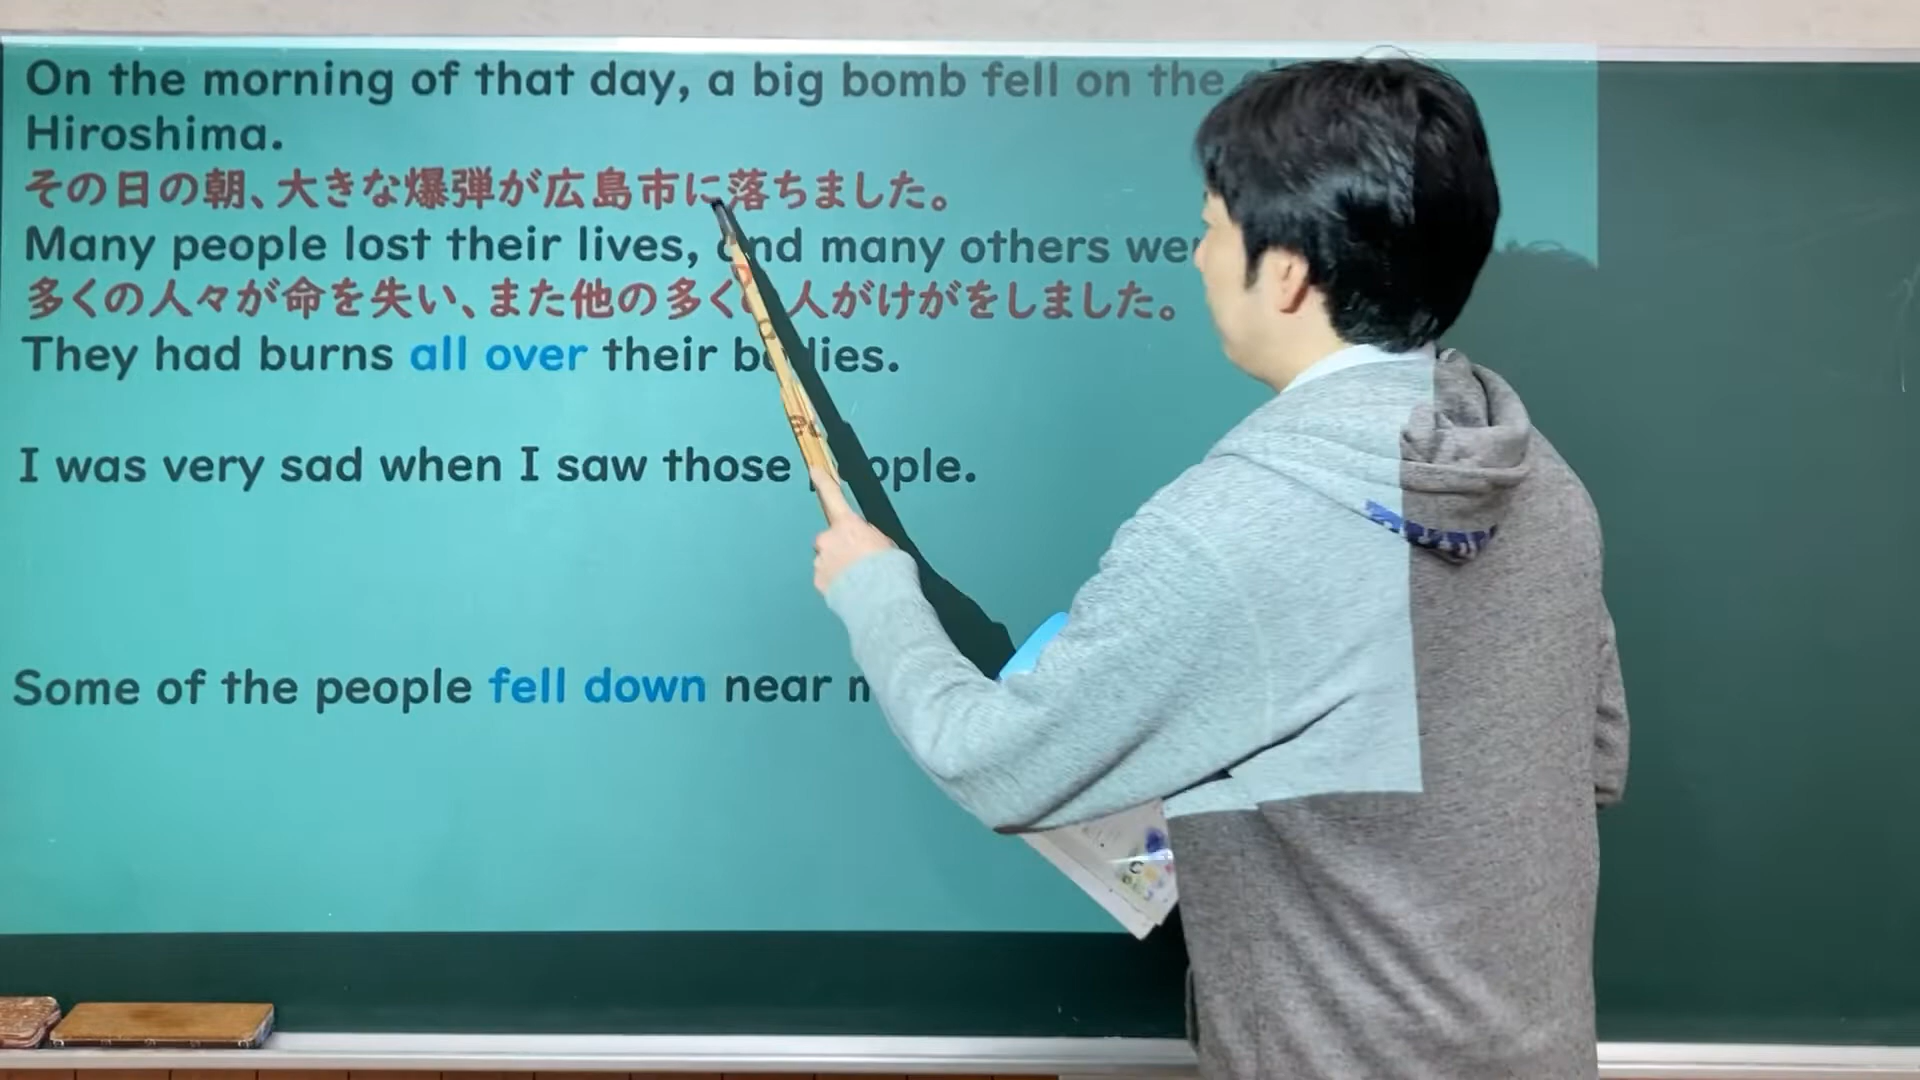 On the morning of that day, a big bomb fell on the
Hiroshima.
その日の朝、大きな爆弾が広島市に落ちました。
Many people lost their lives, and many others
多くの人々が命を失い、また他の多くの人がけがをしました。
They had burns all over their bodies.
I was very sad when I saw those people.
Some of the people fell down near